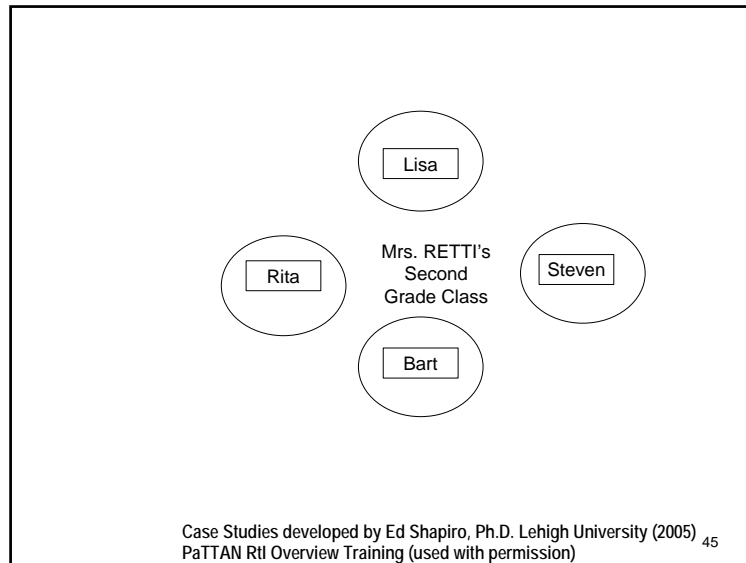 Lisa
Mrs. RETTI's
Second
Grade Class
Rita
Steven
Bart
Case Studies developed by Ed Shapiro, Ph.D. Lehigh University (2005)
PaTTAN RtI Overview Training (used with permission)
45